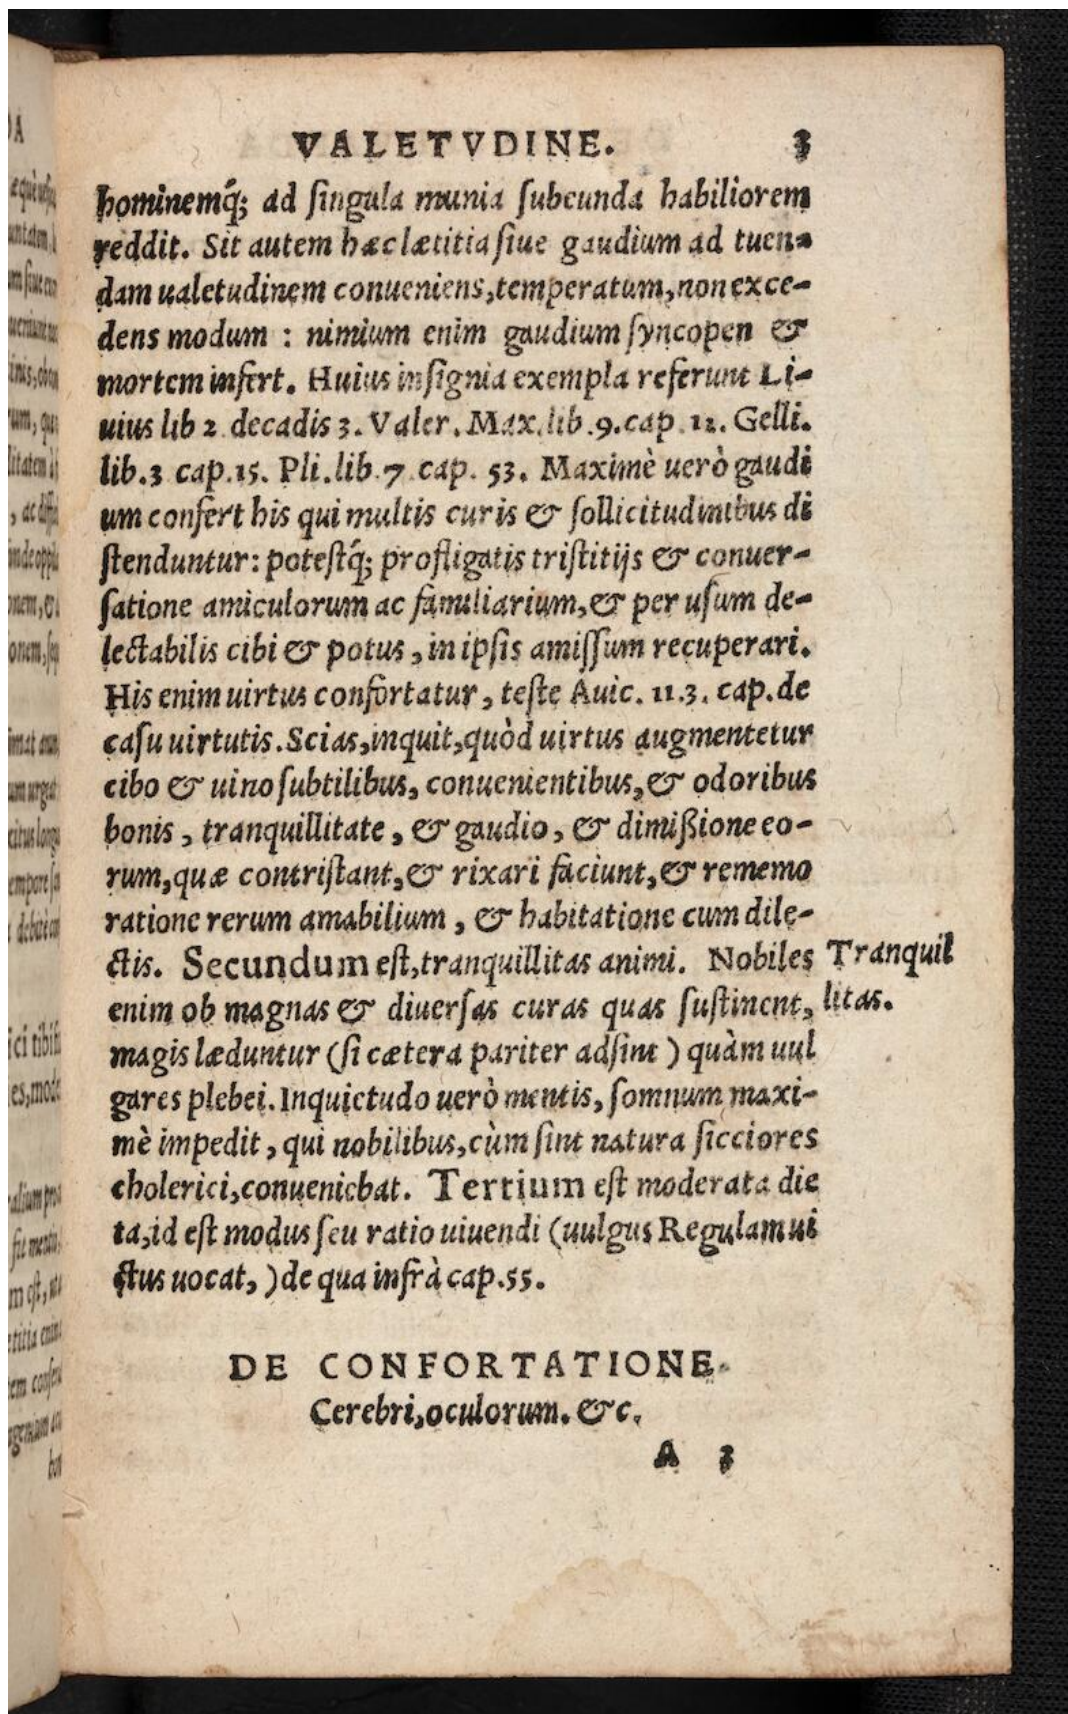 VALETVDINE. 3
hominemq́; ad ſingula munia ſubeunda habiliorem
reddit. Sit autem hæc lætitia ſiue gaudium ad tuen-
dam ualetudinem conueniens, temperatum, non exce-
dens modum : nimium enim gaudium ſyncopen &
mortem infert. Huius inſignia exempla referunt Li-
uius lib 2 decadis 3. Valer. Max. lib .9. cap .12. Gelli.
lib.3 cap.15. Pli. lib.7 cap. 53. Maximè uerò gaudi
um confert his qui multis curis & ſollicitudinibus di
ſtenduntur: poteſtq́; profligatis triſtitijs & conuer-
ſatione amiculorum ac familiarium, & per uſum de-
lectabilis cibi & potus, in ipſis amiſſum recuperari.
His enim uirtus confortatur, teſte Auic. 11.3. cap. de
caſu uirtutis. Scias, inquit, quòd uirtus augmentetur
cibo & uino ſubtilibus, conuenientibus, & odoribus
bonis, tranquillitate, & gaudio, & dimißione eo-
rum, quæ contriſtant, & rixari faciunt, & rememo
ratione rerum amabilium, & habitatione cum dile-
ctis. Secundum eſt, tranquillitas animi. Nobiles
Tranquil
enim ob magnas & diuerſas curas quas ſuſtinent,
litas.
magis læduntur (ſi cætera pariter adſint) quàm uul
gares plebei. Inquietudo uerò mentis, ſomnum maxi-
mè impedit, qui nobilibus, cùm ſint natura ſicciores
cholerici, conueniebat. Tertium eſt moderata die
ta, id eſt modus ſeu ratio uiuendi (uulgus Regulam ui
ctus uocat,) de qua infrà cap.55.
DE CONFORTATIONE
Cerebri, oculorum. &c.
A 3